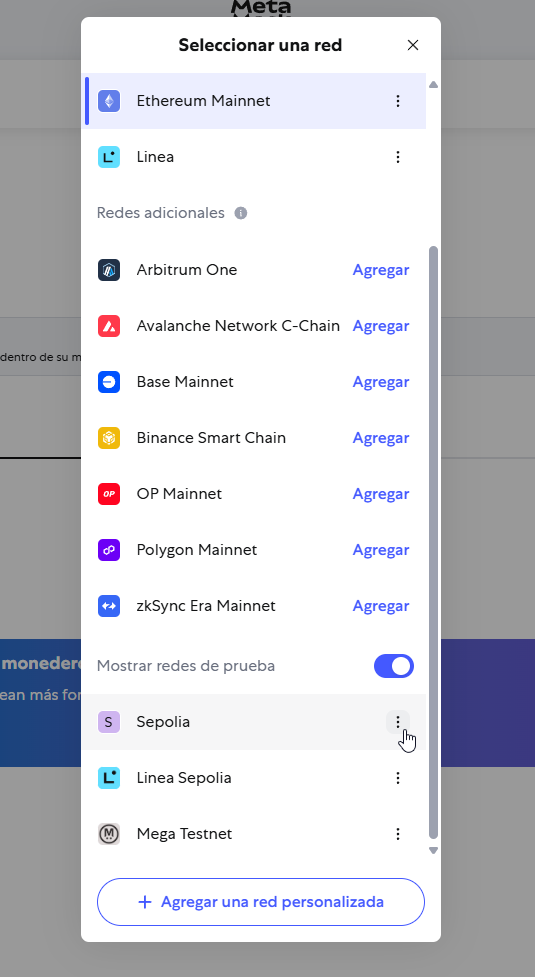 Meta
Seleccionar una red
Ethereum Mainnet
Linea
Redes adicionales
Arbitrum One Agregar
Avalanche Network C-Chain Agregar
dentro de su m
Base Mainnet Agregar
Binance Smart Chain Agregar
OP OP Mainnet Agregar
Polygon Mainnet Agregar
zkSync Era Mainnet Agregar
monedero
Mostrar redes de prueba
ean más for
S Sepolia
L Linea Sepolia
M Mega Testnet
+ Agregar una red personalizada